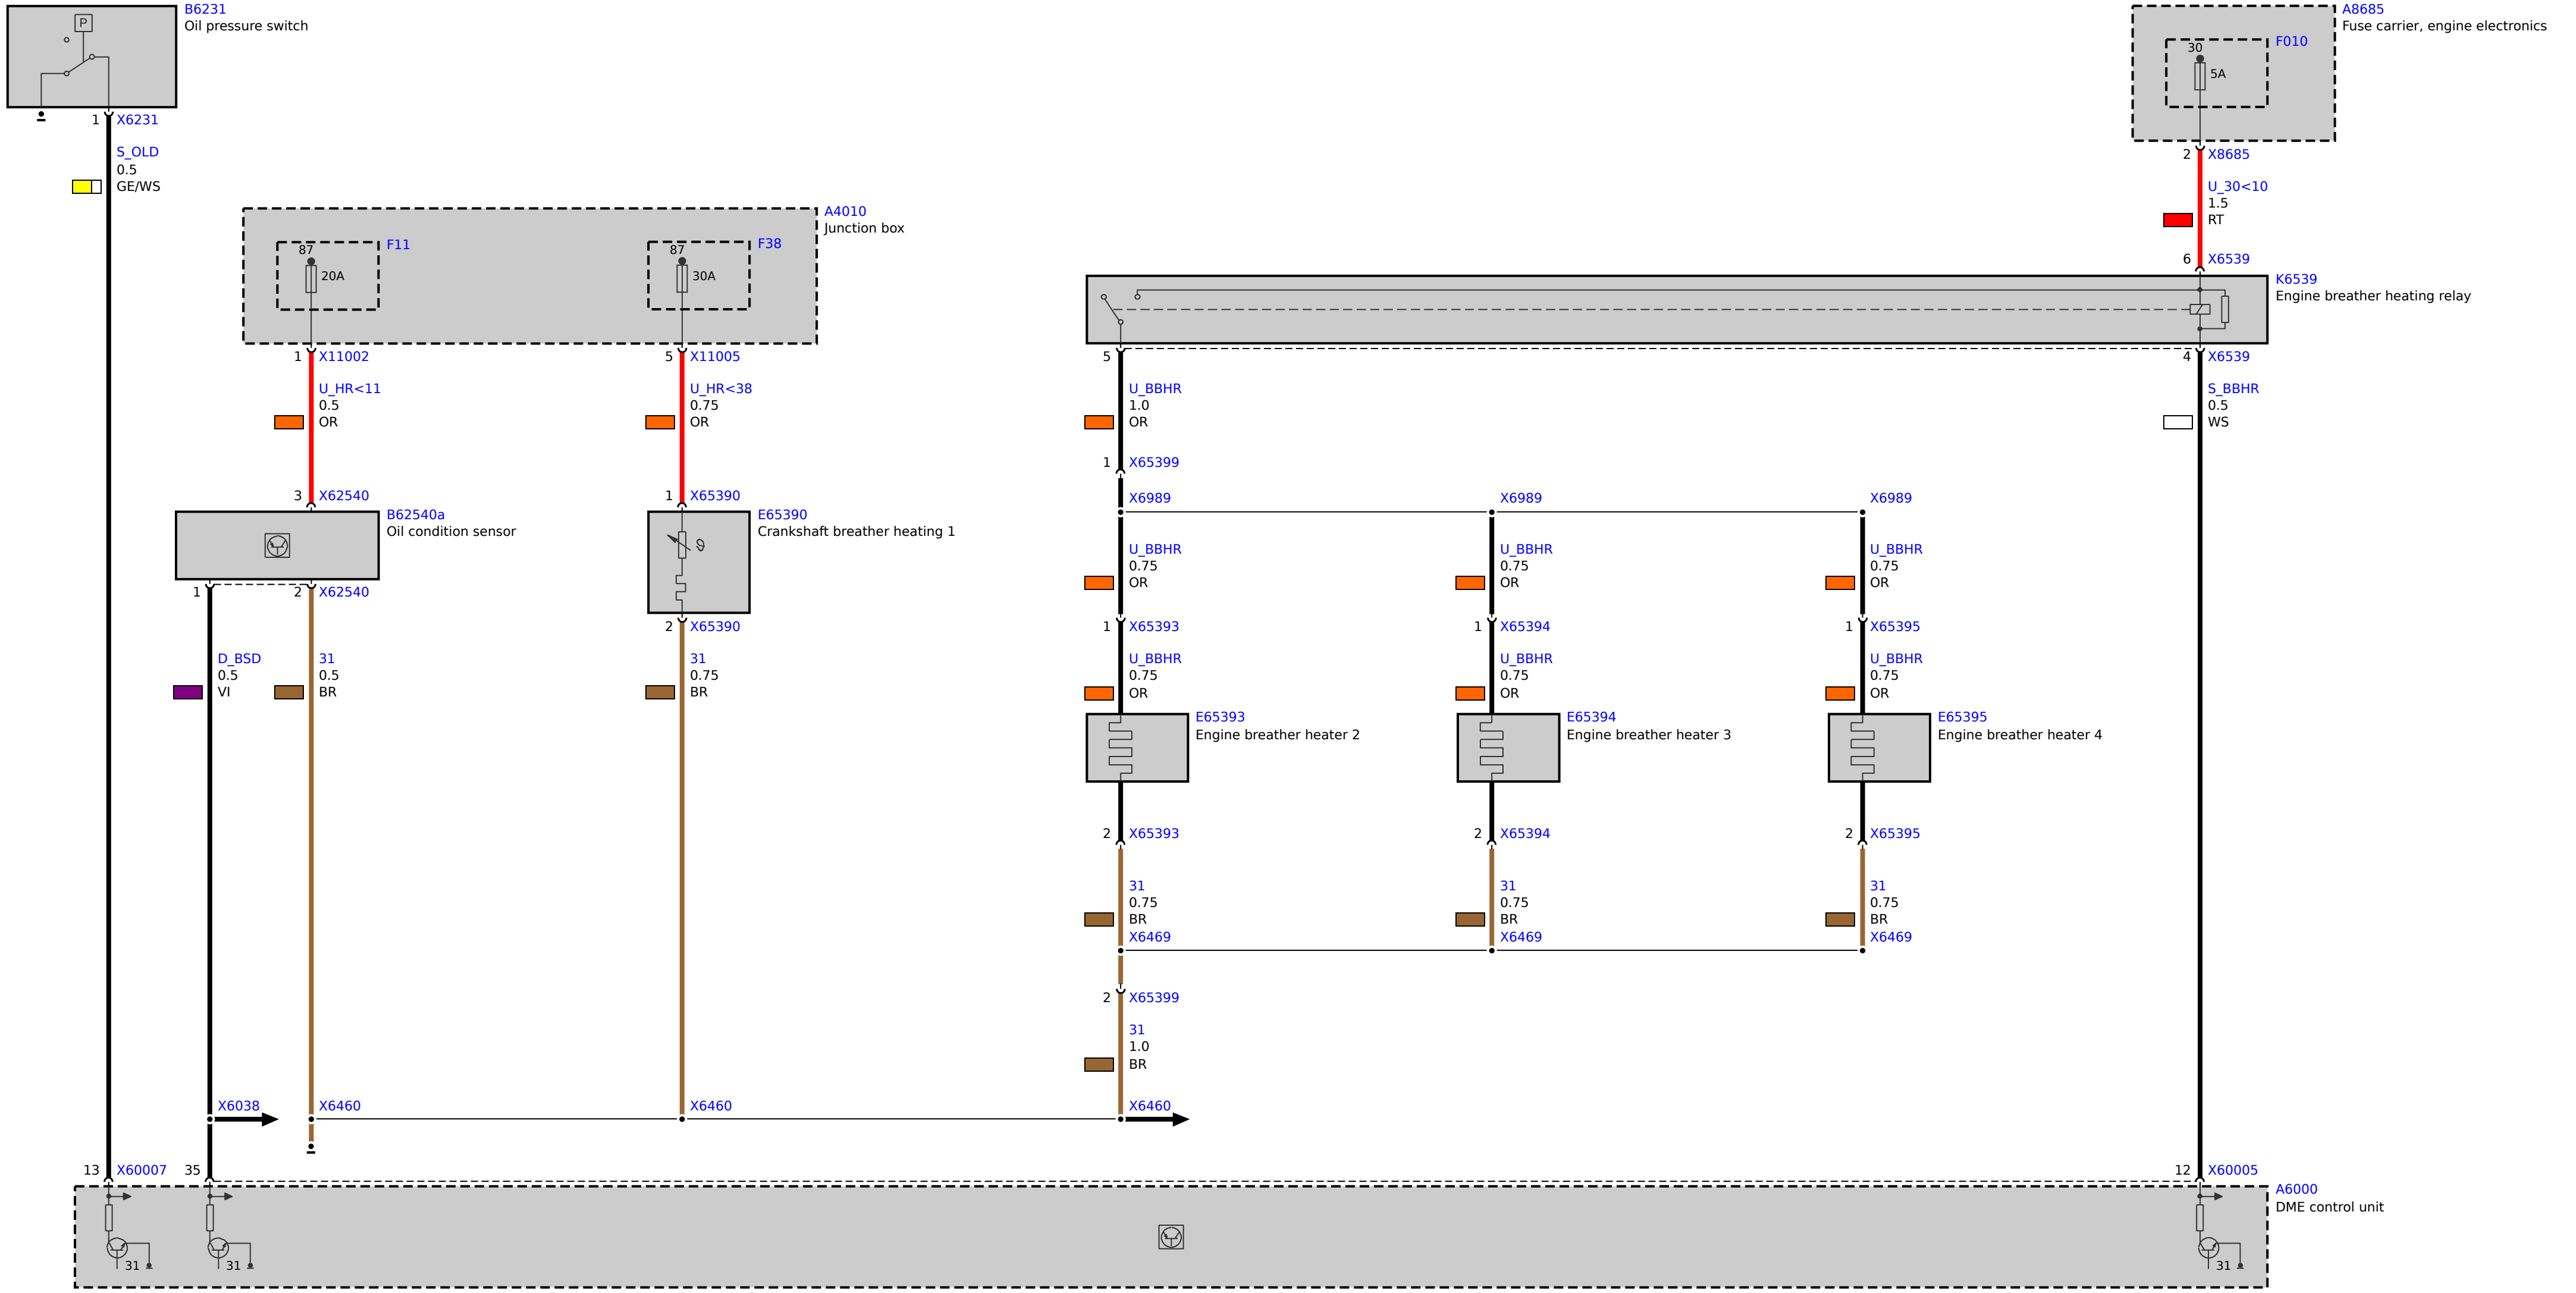 B6231
Oil pressure switch
P
1 X6231
S_OLD
0.5
GE/WS
A8685
Fuse carrier, engine electronics
F010
30
5A
2 X8685
U_30<10
1.5
RT
6 X6539
A4010
Junction box
87
F11
20A
87
F38
30A
K6539
Engine breather heating relay
1 X11002
5 X11005
5
4 X6539
U_HR<11
0.5
OR
U_HR<38
0.75
OR
U_BBHR
1.0
OR
S_BBHR
0.5
WS
1 X65399
3 X62540
1 X65390
X6989
X6989
X6989
B62540a
Oil condition sensor
E65390
Crankshaft breather heating 1
ϑ
U_BBHR
0.75
OR
U_BBHR
0.75
OR
U_BBHR
0.75
OR
1
2 X62540
2 X65390
1 X65393
1 X65394
1 X65395
D_BSD
0.5
VI
31
0.5
BR
31
0.75
BR
U_BBHR
0.75
OR
U_BBHR
0.75
OR
U_BBHR
0.75
OR
E65393
Engine breather heater 2
E65394
Engine breather heater 3
E65395
Engine breather heater 4
2 X65393
2 X65394
2 X65395
31
0.75
BR
31
0.75
BR
31
0.75
BR
X6469
X6469
X6469
2 X65399
31
1.0
BR
X6038
X6460
X6460
X6460
13 X60007
35
12 X60005
A6000
DME control unit
31
31
31